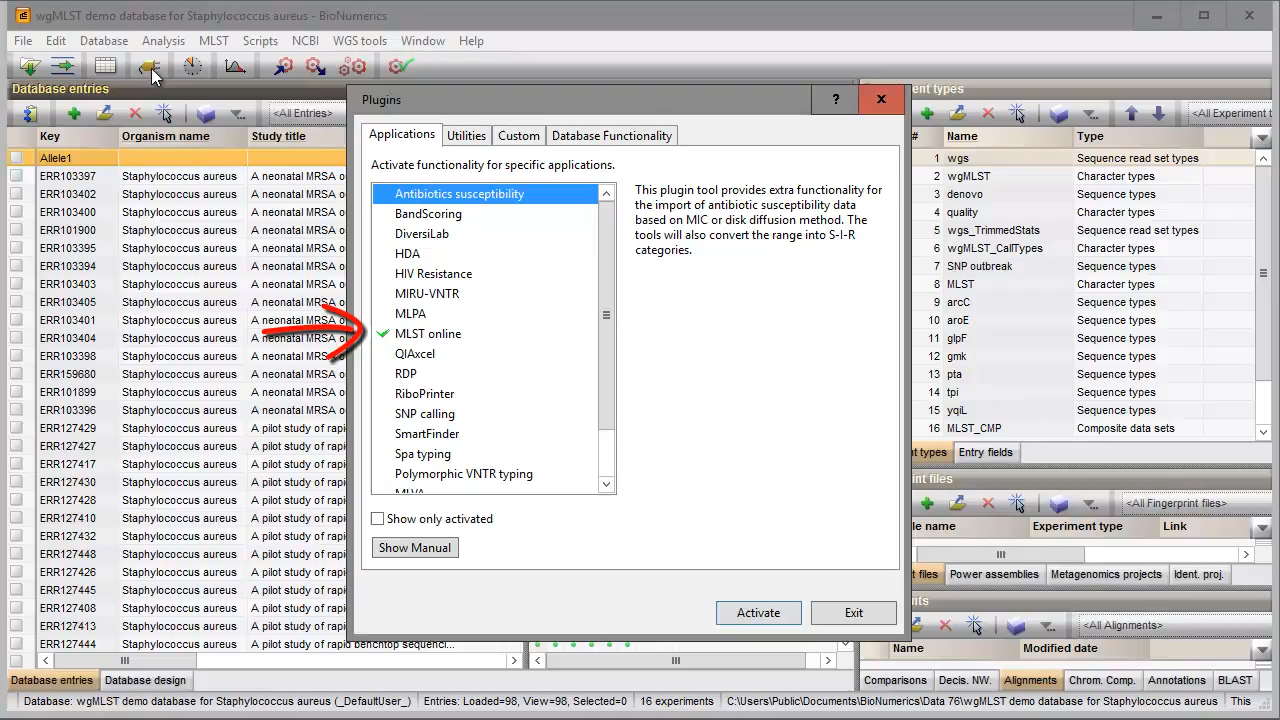 wgMLST demo database for Staphylococcus aureus - BioNumerics
File Edit Database Analysis MLST Scripts NCBI WGS tools Window Help
Database entries
<All Entries>
Key Organism name Study title
Allele1
ERR103397 Staphylococcus aureus A neonatal MRSA o
ERR103402 Staphylococcus aureus A neonatal MRSA o
ERR103400 Staphylococcus aureus A neonatal MRSA o
ERR101900 Staphylococcus aureus A neonatal MRSA o
ERR103395 Staphylococcus aureus A neonatal MRSA o
ERR103394 Staphylococcus aureus A neonatal MRSA o
ERR103403 Staphylococcus aureus A neonatal MRSA o
ERR103405 Staphylococcus aureus A neonatal MRSA o
ERR103401 Staphylococcus aureus A neonatal MRSA
ERR103404 Staphylococcus aureus A neonatal MRSA
ERR103398 Staphylococcus aureus A neonatal MRSA o
ERR159680 Staphylococcus aureus A neonatal MRSA o
ERR101899 Staphylococcus aureus A neonatal MRSA o
ERR103396 Staphylococcus aureus A neonatal MRSA o
ERR127429 Staphylococcus aureus A pilot study of rapi
ERR127427 Staphylococcus aureus A pilot study of rapi
ERR127417 Staphylococcus aureus A pilot study of rapi
ERR127430 Staphylococcus aureus A pilot study of rapi
ERR127428 Staphylococcus aureus A pilot study of rapi
ERR127410 Staphylococcus aureus A pilot study of rapi
ERR127432 Staphylococcus aureus A pilot study of rapi
ERR127448 Staphylococcus aureus A pilot study of rapi
ERR127426 Staphylococcus aureus A pilot study of rapi
ERR127445 Staphylococcus aureus A pilot study of rapi
ERR127408 Staphylococcus aureus A pilot study of rapi
ERR127413 Staphylococcus aureus A pilot study of rapi
ERR127444 Staphylococcus aureus A pilot study of rapid benchtop sequenci...
Database entries Database design
Plugins
?
Applications Utilities Custom Database Functionality
Activate functionality for specific applications.
Antibiotics susceptibility
BandScoring
DiversiLab
HDA
HIV Resistance
MIRU-VNTR
MLPA
MLST online
QIAxcel
RDP
RiboPrinter
SNP calling
SmartFinder
Spa typing
Polymorphic VNTR typing
MLVA
This plugin tool provides extra functionality for
the import of antibiotic susceptibility data
based on MIC or disk diffusion method. The
tools will also convert the range into S-I-R
categories.
Show only activated
Show Manual
Activate Exit
ent types
<All Experiment t
# Name Type
1 wgs Sequence read set types
2 wgMLST Character types
3 denovo Sequence types
4 quality Character types
5 wgs_TrimmedStats Sequence read set types
6 wgMLST_CallTypes Character types
7 SNP outbreak Sequence types
8 MLST Character types
9 arcC Sequence types
10 aroE Sequence types
11 glpF Sequence types
12 gmk Sequence types
13 pta Sequence types
14 tpi Sequence types
15 yqiL Sequence types
16 MLST_CMP Composite data sets
t types Entry fields
int files
<All Fingerprint files>
le name Experiment type Link
t files Power assemblies Metagenomics projects Ident. proj.
nts
<All Alignments>
Name Modified date
Comparisons Decis. NW. Alignments Chrom. Comp. Annotations BLAST
Database: wgMLST demo database for Staphylococcus aureus (_DefaultUser_) Entries: Loaded=98, View=98, Selected=0 16 experiments C:\Users\Public\Documents\BioNumerics\Data 76\wgMLST demo database for Staphylococcus aureus This